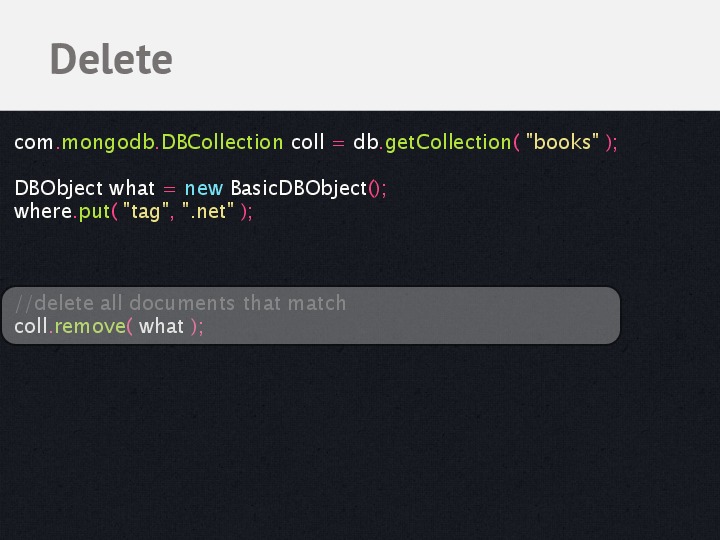 Delete
com.mongodb.DBCollection coll = db.getCollection( "books" );
DBObject what = new BasicDBObject();
where.put( "tag", ".net" );
//delete all documents that match
coll.remove( what );